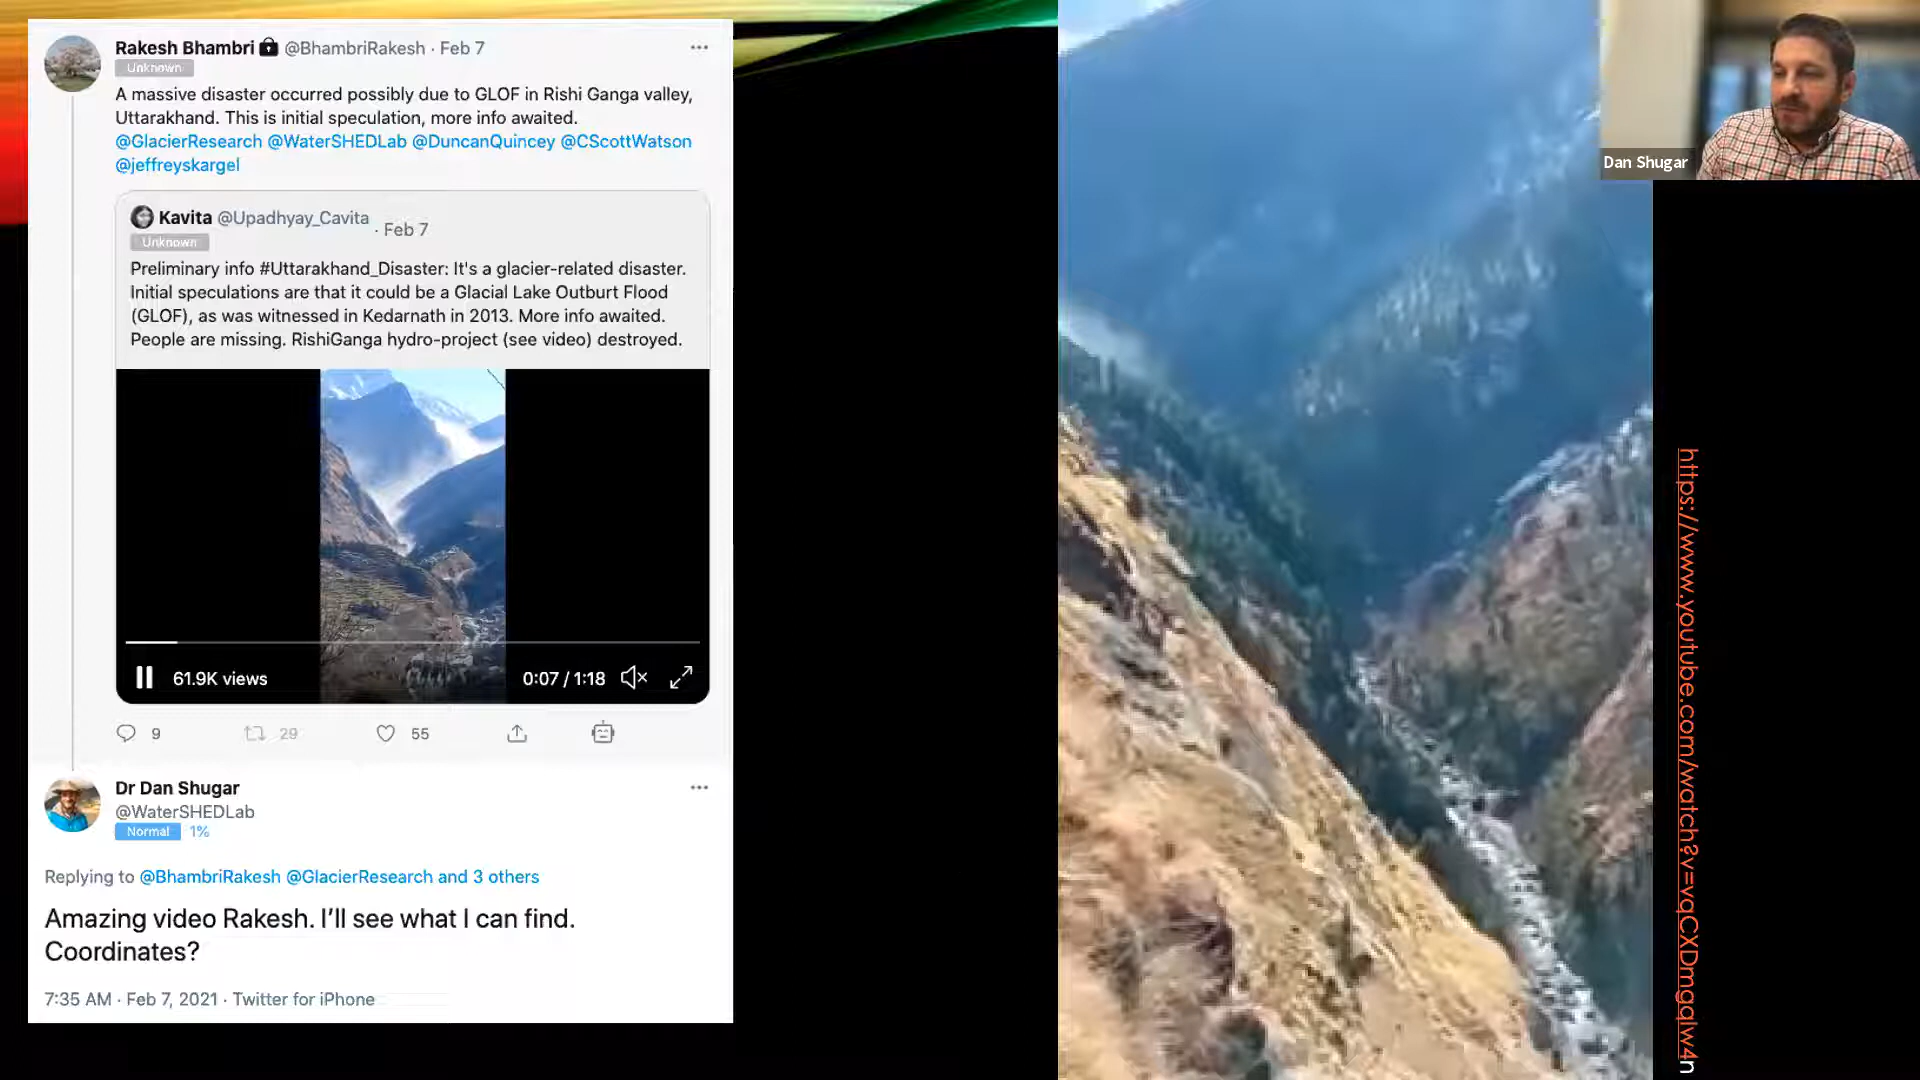 Rakesh Bhambri @BhambriRakesh · Feb 7
Unknown
A massive disaster occurred possibly due to GLOF in Rishi Ganga valley,
Uttarakhand. This is initial speculation, more info awaited.
@GlacierResearch @WaterSHEDLab @DuncanQuincey @CScottWatson
@jeffreyskargel
Kavita @Upadhyay_Cavita · Feb 7
Unknown
Preliminary info #Uttarakhand_Disaster: It's a glacier-related disaster.
Initial speculations are that it could be a Glacial Lake Outburt Flood
(GLOF), as was witnessed in Kedarnath in 2013. More info awaited.
People are missing. RishiGanga hydro-project (see video) destroyed.
61.9K views
0:07 / 1:18
9 29 55
Dr Dan Shugar
@WaterSHEDLab
Normal 1%
Replying to @BhambriRakesh @GlacierResearch and 3 others
Amazing video Rakesh. I'll see what I can find.
Coordinates?
7:35 AM · Feb 7, 2021 · Twitter for iPhone
Dan Shugar